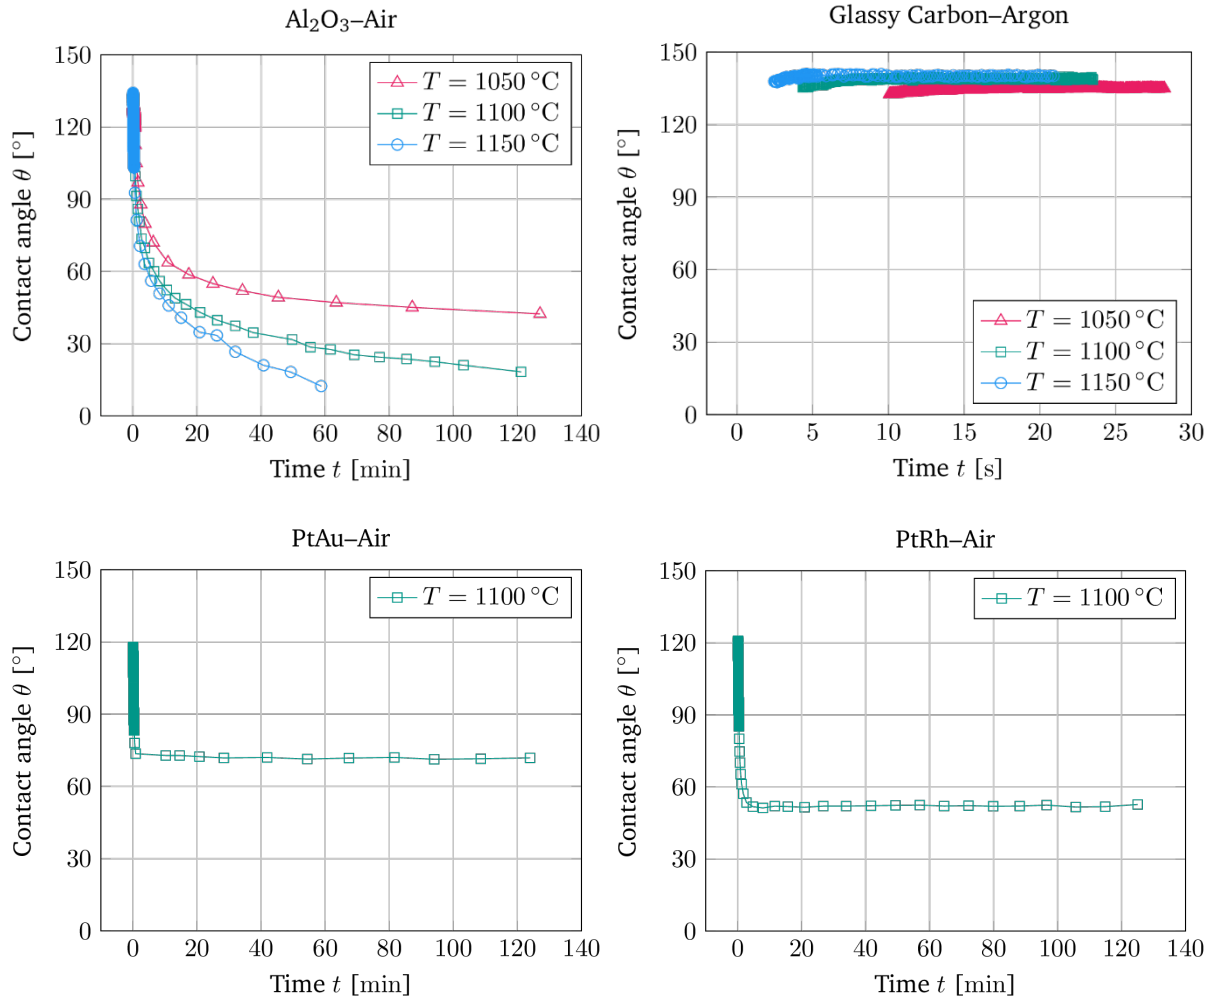 Al₂O₃–Air
150
120
90
60
30
0
0 20 40 60 80 100 120 140
Contact angle θ [°]
Time t [min]
T = 1050 °C
T = 1100 °C
T = 1150 °C
Glassy Carbon–Argon
150
120
90
60
30
0
0 5 10 15 20 25 30
Contact angle θ [°]
Time t [s]
T = 1050 °C
T = 1100 °C
T = 1150 °C
PtAu–Air
150
120
90
60
30
0
0 20 40 60 80 100 120 140
Contact angle θ [°]
Time t [min]
T = 1100 °C
PtRh–Air
150
120
90
60
30
0
0 20 40 60 80 100 120 140
Contact angle θ [°]
Time t [min]
T = 1100 °C